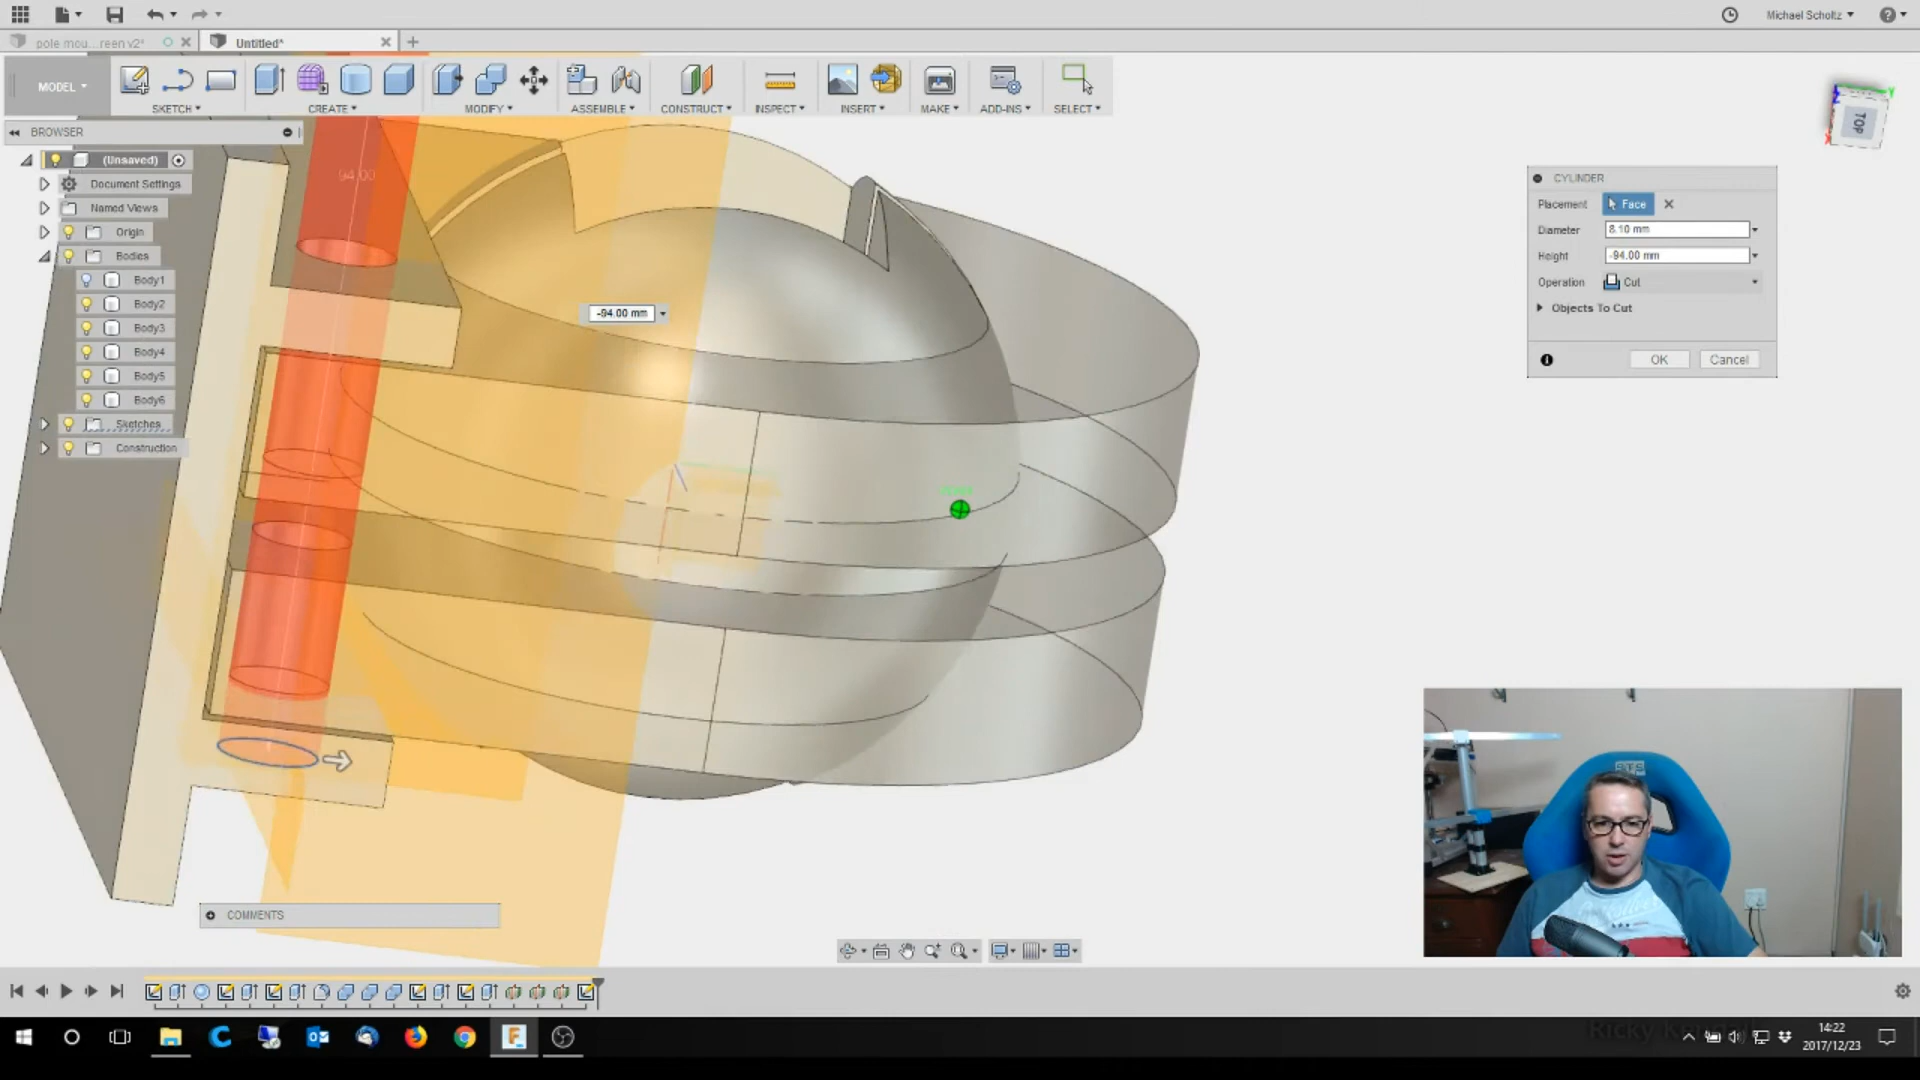 Michael Scholtz
pole mou...reen v2*
Untitled*
MODEL
SKETCH
CREATE
MODIFY
ASSEMBLE
CONSTRUCT
INSPECT
INSERT
MAKE
ADD-INS
SELECT
BROWSER
(Unsaved)
Document Settings
Named Views
Origin
Bodies
Body1
Body2
Body3
Body4
Body5
Body6
Sketches
Construction
94.00
-94.00 mm
TOP
CYLINDER
Placement Face
Diameter 8.10 mm
Height -94.00 mm
Operation Cut
Objects To Cut
OK Cancel
COMMENTS
14:22
2017/12/23